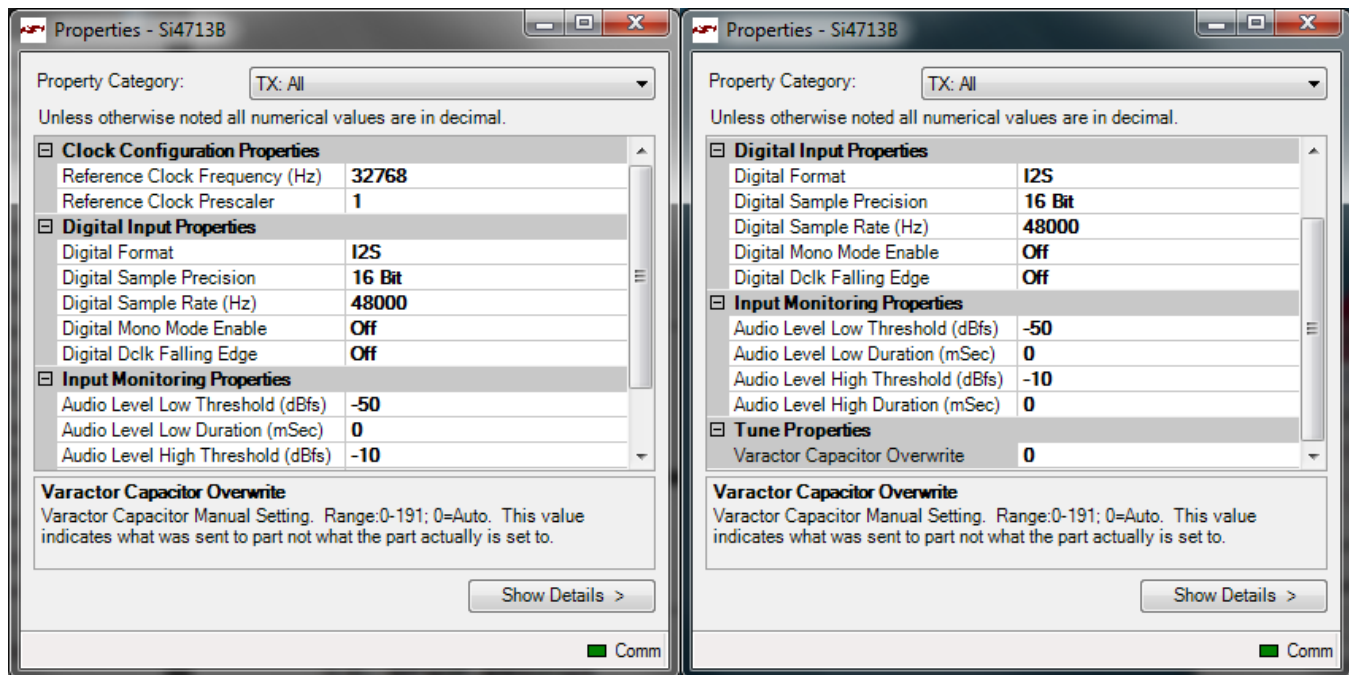 Properties - Si4713B
Property Category: TX: All
Unless otherwise noted all numerical values are in decimal.
Clock Configuration Properties
Reference Clock Frequency (Hz) 32768
Reference Clock Prescaler 1
Digital Input Properties
Digital Format I2S
Digital Sample Precision 16 Bit
Digital Sample Rate (Hz) 48000
Digital Mono Mode Enable Off
Digital Dclk Falling Edge Off
Input Monitoring Properties
Audio Level Low Threshold (dBfs) -50
Audio Level Low Duration (mSec) 0
Audio Level High Threshold (dBfs) -10
Varactor Capacitor Overwrite
Varactor Capacitor Manual Setting. Range:0-191; 0=Auto. This value
indicates what was sent to part not what the part actually is set to.
Show Details >
Comm
Properties - Si4713B
Property Category: TX: All
Unless otherwise noted all numerical values are in decimal.
Digital Input Properties
Digital Format I2S
Digital Sample Precision 16 Bit
Digital Sample Rate (Hz) 48000
Digital Mono Mode Enable Off
Digital Dclk Falling Edge Off
Input Monitoring Properties
Audio Level Low Threshold (dBfs) -50
Audio Level Low Duration (mSec) 0
Audio Level High Threshold (dBfs) -10
Audio Level High Duration (mSec) 0
Tune Properties
Varactor Capacitor Overwrite 0
Varactor Capacitor Overwrite
Varactor Capacitor Manual Setting. Range:0-191; 0=Auto. This value
indicates what was sent to part not what the part actually is set to.
Show Details >
Comm